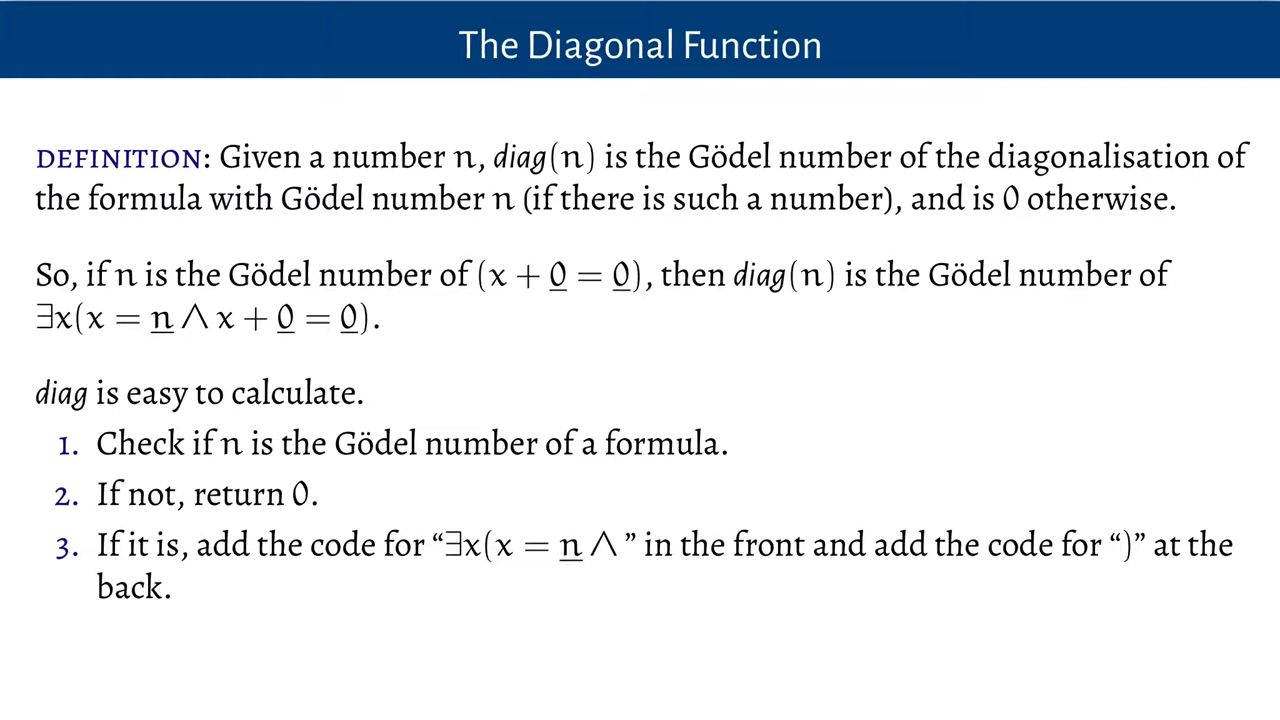 The Diagonal Function
DEFINITION: Given a number n, diag(n) is the Gödel number of the diagonalisation of
the formula with Gödel number n (if there is such a number), and is 0 otherwise.
So, if n is the Gödel number of (x + 0̲ = 0̲), then diag(n) is the Gödel number of
∃x(x = n̲ ∧ x + 0̲ = 0̲).
diag is easy to calculate.
1. Check if n is the Gödel number of a formula.
2. If not, return 0.
3. If it is, add the code for “∃x(x = n̲ ∧ ” in the front and add the code for “)” at the
back.